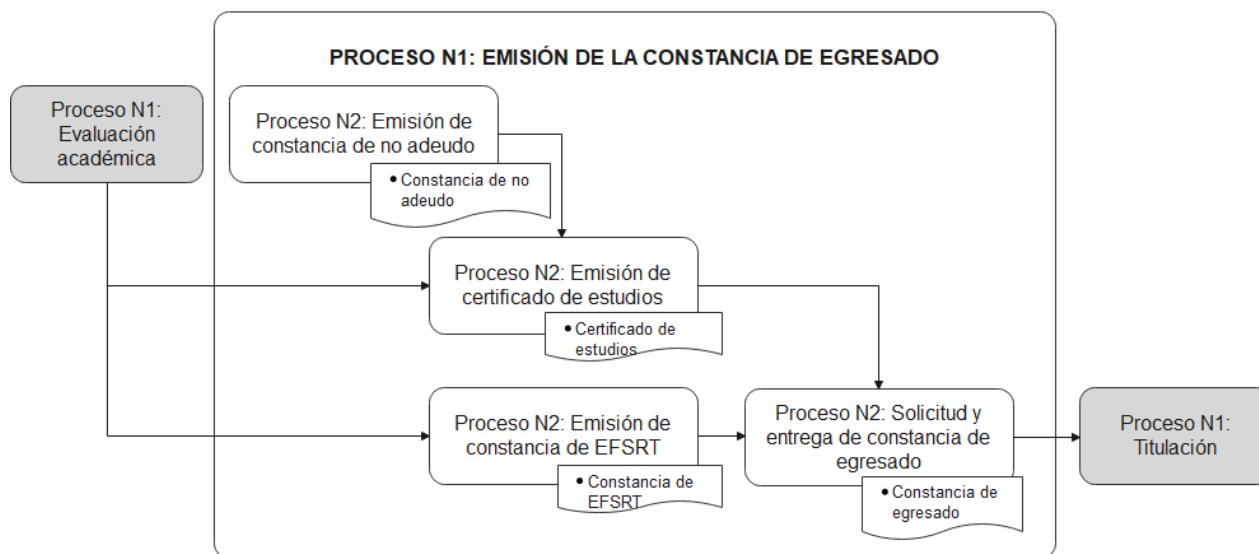 PROCESO N1: EMISIÓN DE LA CONSTANCIA DE EGRESADO
Proceso N1:
Evaluación
académica
Proceso N2: Emisión de
constancia de no adeudo
• Constancia de no
adeudo
Proceso N2: Emisión de
certificado de estudios
• Certificado de
estudios
Proceso N2: Emisión de
constancia de EFSRT
• Constancia de
EFSRT
Proceso N2: Solicitud y
entrega de constancia de
egresado
• Constancia de
egresado
Proceso N1:
Titulación